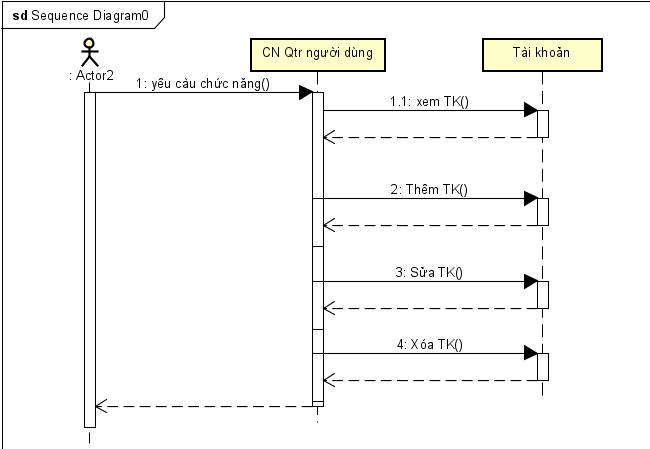 sd Sequence Diagram0
: Actor2
CN Qtr người dùng
Tài khoản
1: yêu càu chức năng()
1.1: xem TK()
2: Thêm TK()
3: Sửa TK()
4: Xóa TK()